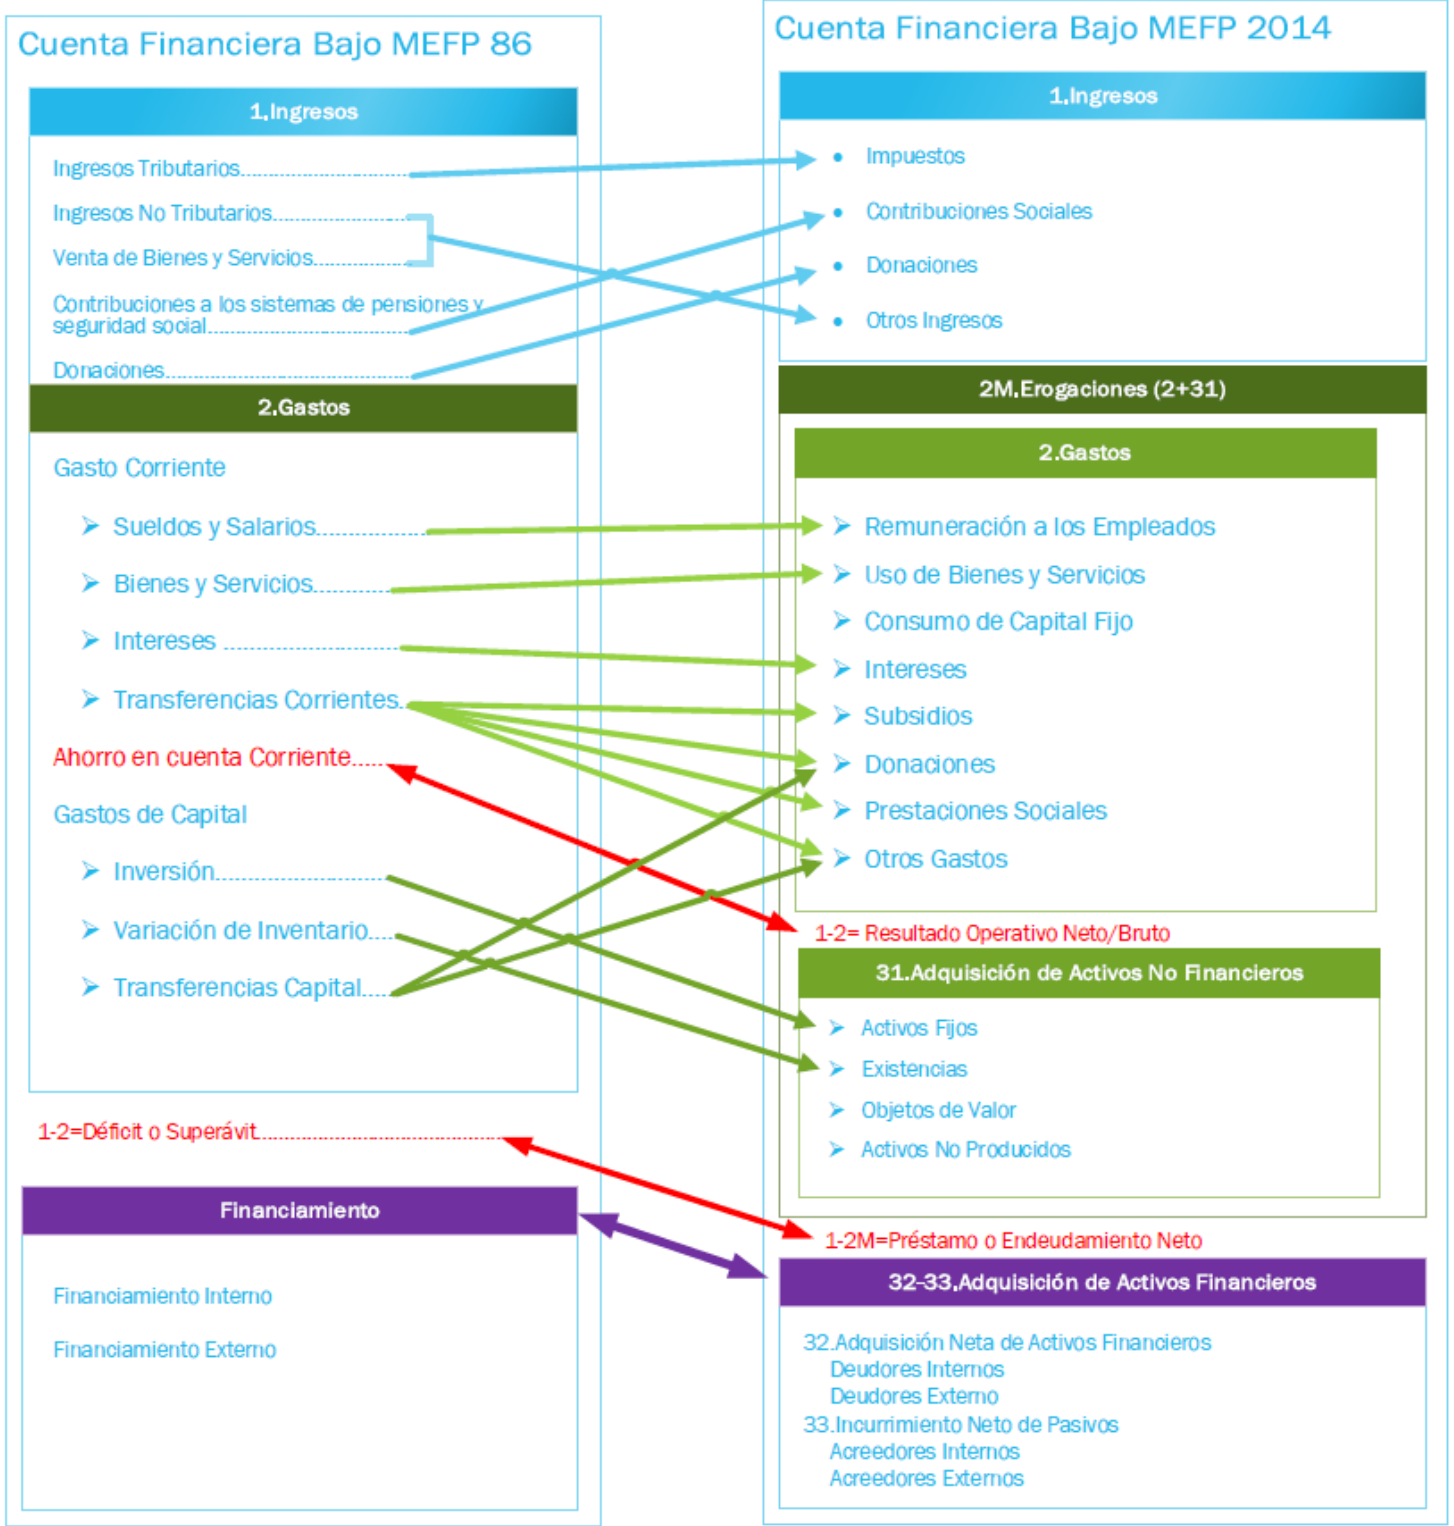 Cuenta Financiera Bajo MEFP 86
1.Ingresos
Ingresos Tributarios
Ingresos No Tributarios
Venta de Bienes y Servicios
Contribuciones a los sistemas de pensiones y
seguridad social
Donaciones
2.Gastos
Gasto Corriente
Sueldos y Salarios
Bienes y Servicios
Intereses
Transferencias Corrientes
Ahorro en cuenta Corriente
Gastos de Capital
Inversión
Variación de Inventario
Transferencias Capital
1-2=Déficit o Superávit
Financiamiento
Financiamiento Interno
Financiamiento Externo
Cuenta Financiera Bajo MEFP 2014
1.Ingresos
Impuestos
Contribuciones Sociales
Donaciones
Otros Ingresos
2M.Erogaciones (2+31)
2.Gastos
Remuneración a los Empleados
Uso de Bienes y Servicios
Consumo de Capital Fijo
Intereses
Subsidios
Donaciones
Prestaciones Sociales
Otros Gastos
1-2= Resultado Operativo Neto/Bruto
31.Adquisición de Activos No Financieros
Activos Fijos
Existencias
Objetos de Valor
Activos No Producidos
1-2M=Préstamo o Endeudamiento Neto
32-33.Adquisición de Activos Financieros
32.Adquisición Neta de Activos Financieros
Deudores Internos
Deudores Externo
33.Incurrimiento Neto de Pasivos
Acreedores Internos
Acreedores Externos